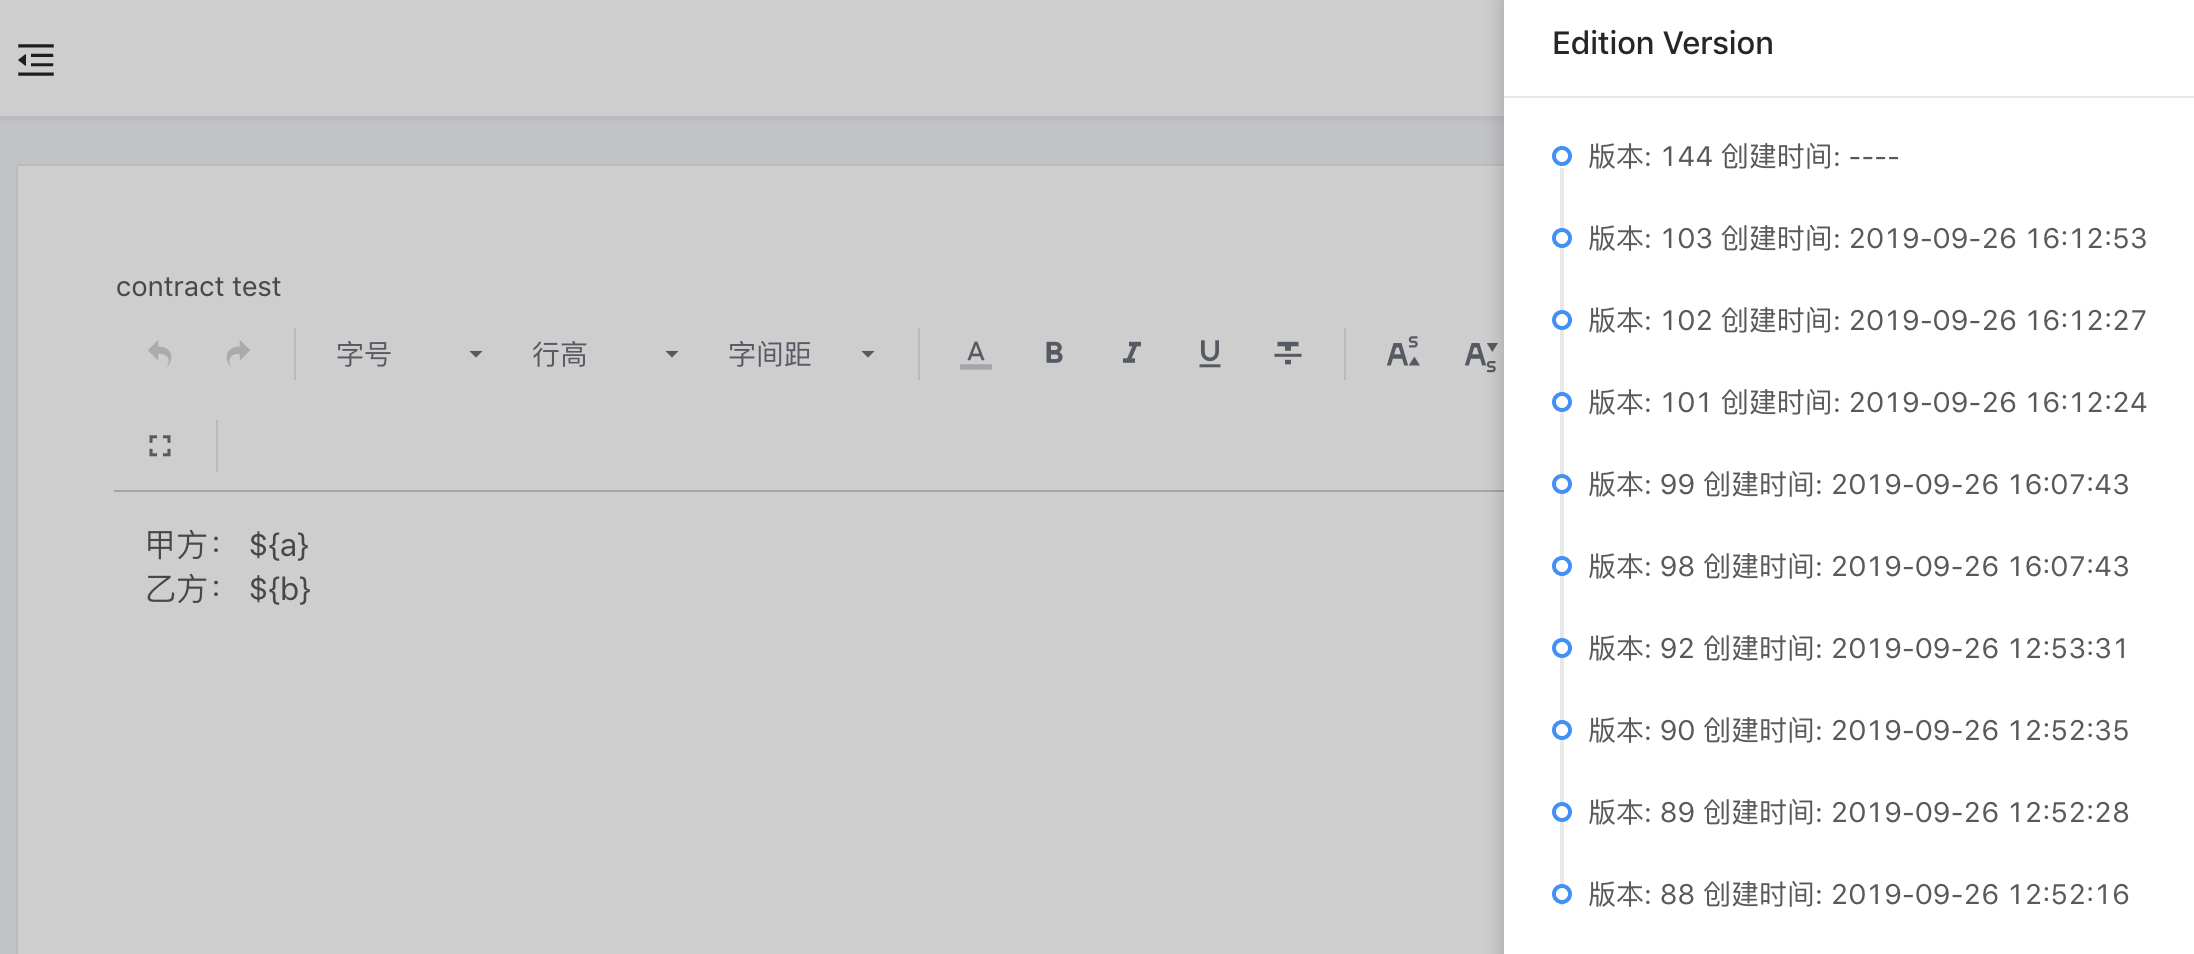 Edition Version
版本: 144 创建时间: ----
版本: 103 创建时间: 2019-09-26 16:12:53
版本: 102 创建时间: 2019-09-26 16:12:27
版本: 101 创建时间: 2019-09-26 16:12:24
版本: 99 创建时间: 2019-09-26 16:07:43
版本: 98 创建时间: 2019-09-26 16:07:43
版本: 92 创建时间: 2019-09-26 12:53:31
版本: 90 创建时间: 2019-09-26 12:52:35
版本: 89 创建时间: 2019-09-26 12:52:28
版本: 88 创建时间: 2019-09-26 12:52:16
contract test
字号 行高 字间距 A B I U T A^S A_S
甲方： ${a}
乙方： ${b}